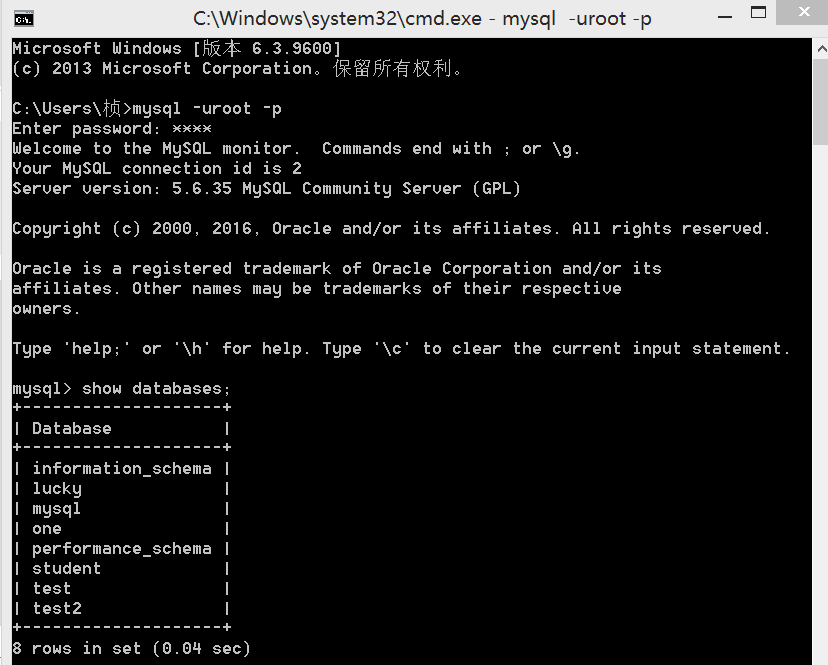 C:\Windows\system32\cmd.exe - mysql  -uroot -p
Microsoft Windows [版本 6.3.9600]
(c) 2013 Microsoft Corporation。保留所有权利。
C:\Users\桢>mysql -uroot -p
Enter password: ****
Welcome to the MySQL monitor.  Commands end with ; or \g.
Your MySQL connection id is 2
Server version: 5.6.35 MySQL Community Server (GPL)
Copyright (c) 2000, 2016, Oracle and/or its affiliates. All rights reserved.
Oracle is a registered trademark of Oracle Corporation and/or its
affiliates. Other names may be trademarks of their respective
owners.
Type 'help;' or '\h' for help. Type '\c' to clear the current input statement.
mysql> show databases;
+--------------------+
| Database           |
+--------------------+
| information_schema |
| lucky              |
| mysql              |
| one                |
| performance_schema |
| student            |
| test               |
| test2              |
+--------------------+
8 rows in set (0.04 sec)